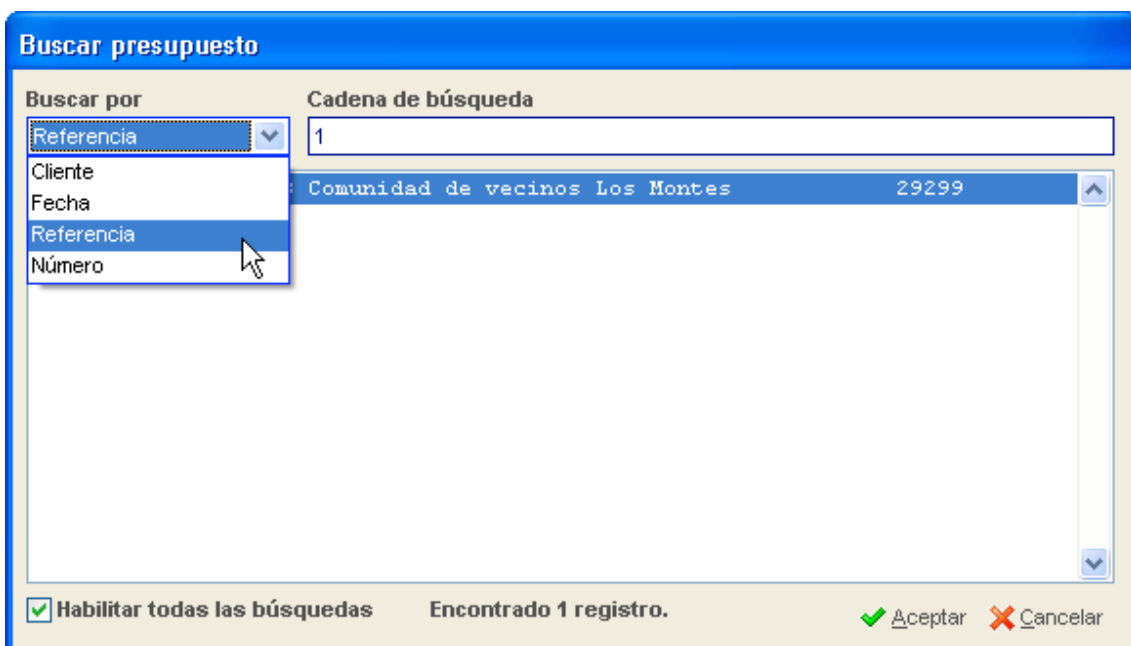 Buscar presupuesto
Buscar por
Cadena de búsqueda
Referencia
1
Cliente
Fecha
Referencia
Número
: Comunidad de vecinos Los Montes 29299
Habilitar todas las búsquedas
Encontrado 1 registro.
Aceptar
Cancelar